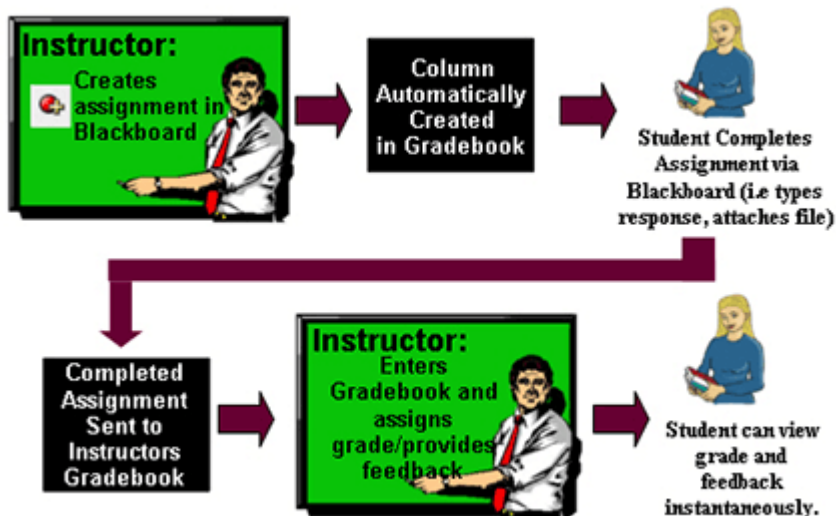 Instructor:
Creates
assignment in
Blackboard
Column
Automatically
Created
in Gradebook
Student Completes
Assignment via
Blackboard (i.e types
response, attaches file)
Completed
Assignment
Sent to
Instructors
Gradebook
Instructor:
Enters
Gradebook and
assigns
grade/provides
feedback
Student can view
grade and
feedback
instantaneously.